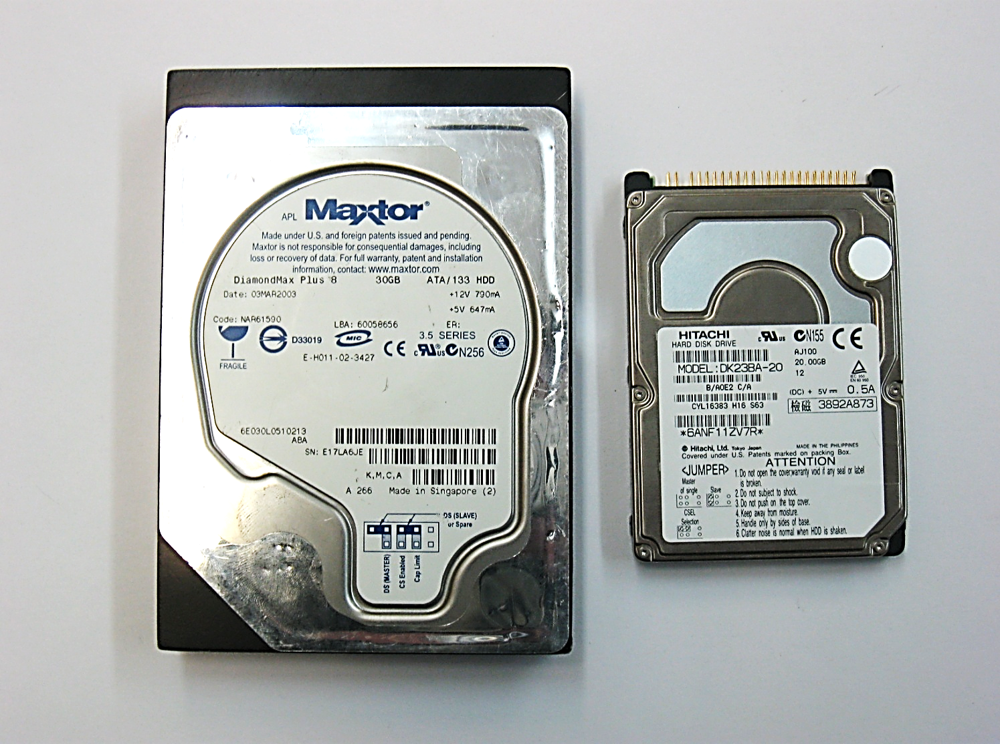 APL Maxtor®
Made under U.S. and foreign patents issued and pending.
Maxtor is not responsible for consequential damages, including
loss or recovery of data. For full warranty, patent and installation
information, contact: www.maxtor.com
DiamondMax Plus 8 30GB ATA/133 HDD
Date: 03MAR2003 +12V 790mA
+5V 647mA
Code: NAR61590
LBA: 60058656 ER:
D33019 MIC 3.5 SERIES
CE c RU us N256
E-H011-02-3427
FRAGILE
6E030L0510213
ABA
SN: E17LA6JE
K,M,C,A
A 266 Made in Singapore (2)
DS (SLAVE)
or Spare
DS (MASTER)
CS Enabled
Cap Limit
HITACHI
HARD DISK DRIVE
c RU us N155 CE
AJ100
20.00GB
12
MODEL:DK23BA-20
B/A0E2 C/A
(DC) + 5V 0.5A
CYL16383 H16 S63
檢磁 3892A873
*6ANF11ZV7R*
Hitachi, Ltd. Tokyo Japan MADE IN THE PHILIPPINES
Covered under U.S. Patents marked on packing Box.
ATTENTION
<JUMPER>
Master
of single
Slave
CSEL
Selection
1.Do not open the cover,warranty void if any seal or label
is broken.
2.Do not subject to shock.
3.Do not push on the top cover.
4.Keep away from moisture.
5.Handle only by sides of base.
6.Clatter noise is normal when HDD is shaken.